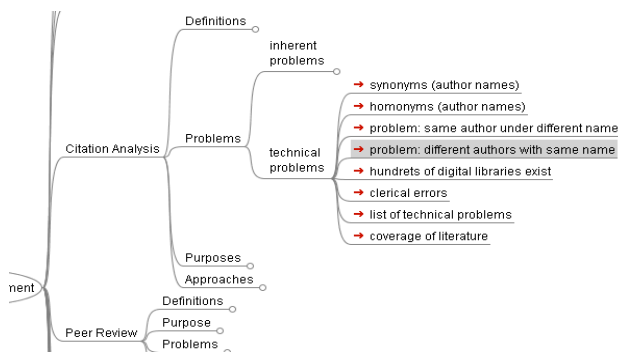 Definitions
inherent
problems
synonyms (author names)
homonyms (author names)
Problems
problem: same author under different name
Citation Analysis
technical
problems
problem: different authors with same name
hundrets of digital libraries exist
clerical errors
list of technical problems
coverage of literature
Purposes
Approaches
ment
Definitions
Peer Review
Purpose
Problems